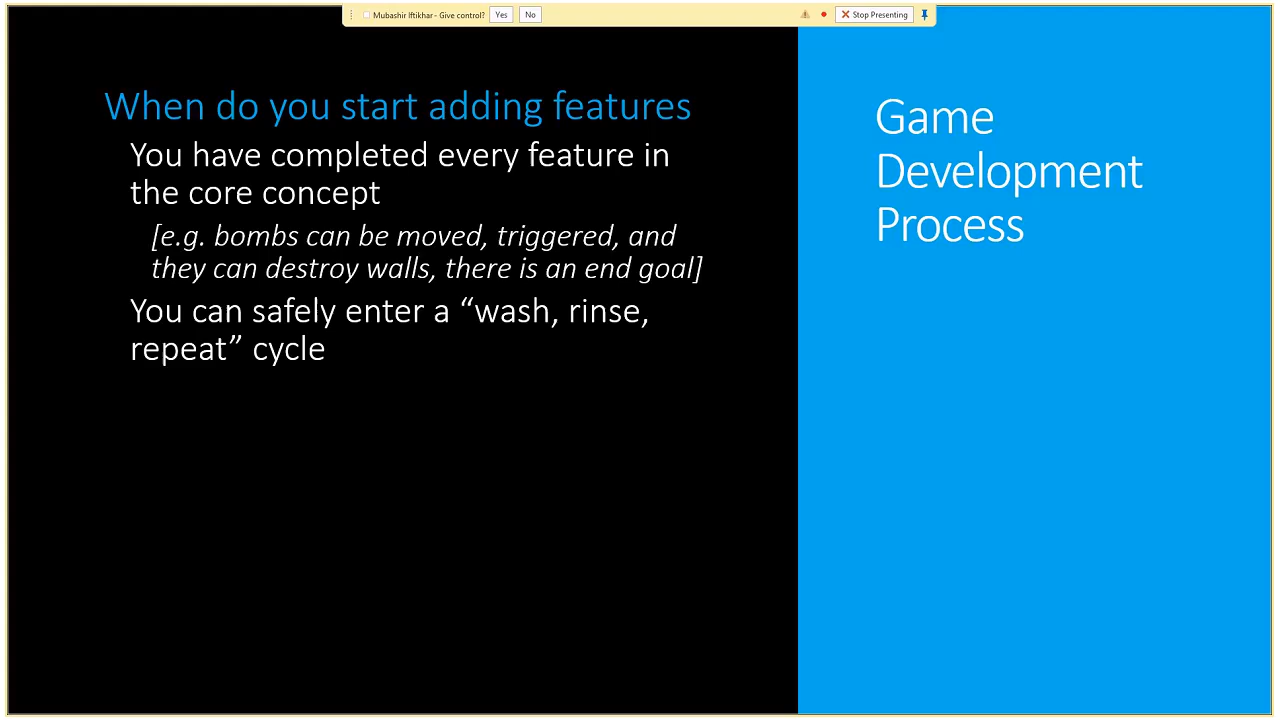 Mubashir Iftikhar - Give control? Yes No Stop Presenting
When do you start adding features
You have completed every feature in
the core concept
[e.g. bombs can be moved, triggered, and
they can destroy walls, there is an end goal]
You can safely enter a “wash, rinse,
repeat” cycle
Game
Development
Process